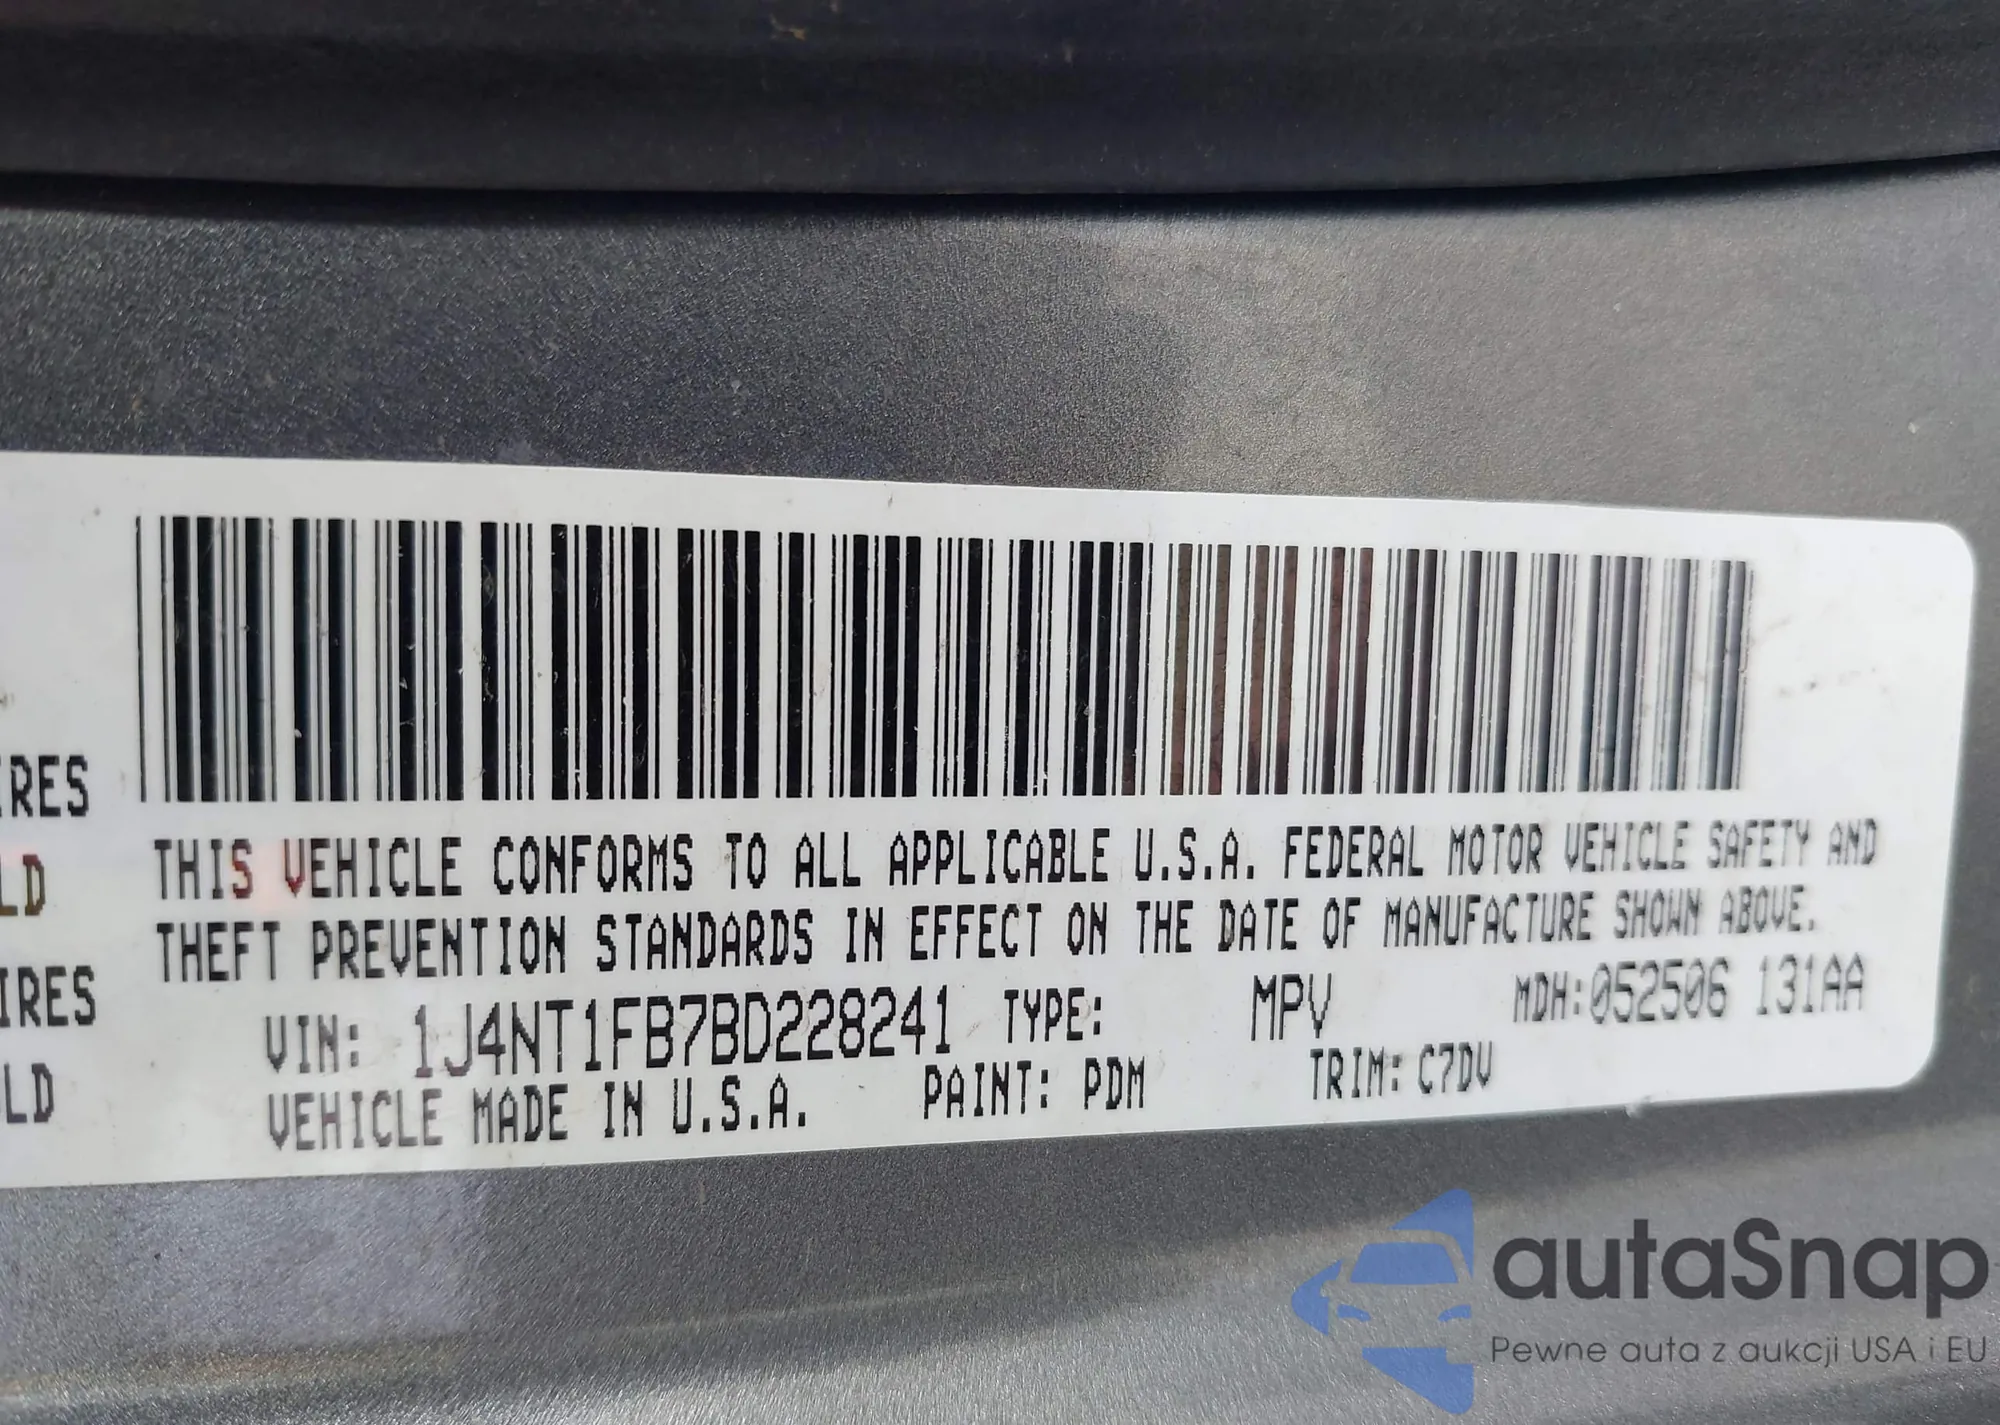 IRES
LD
IRES
LD
THIS VEHICLE CONFORMS TO ALL APPLICABLE U.S.A. FEDERAL MOTOR VEHICLE SAFETY AND
THEFT PREVENTION STANDARDS IN EFFECT ON THE DATE OF MANUFACTURE SHOWN ABOVE.
VIN: 1J4NT1FB7BD228241 TYPE: MPV MDH:052506 131AA
VEHICLE MADE IN U.S.A. PAINT: PDM TRIM: C7DV
autaSnap
Pewne auta z aukcji USA i EU